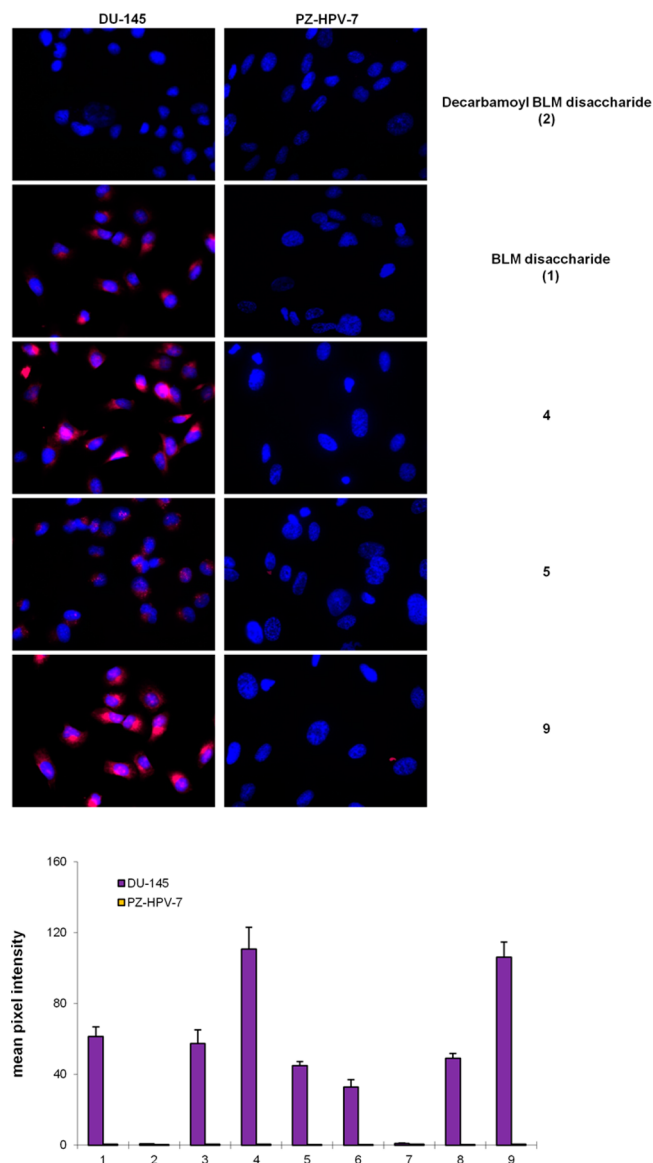 DU-145 PZ-HPV-7
Decarbamoyl BLM disaccharide
(2)
BLM disaccharide
(1)
4
5
9
160
120
80
40
0
mean pixel intensity
DU-145
PZ-HPV-7
1 2 3 4 5 6 7 8 9